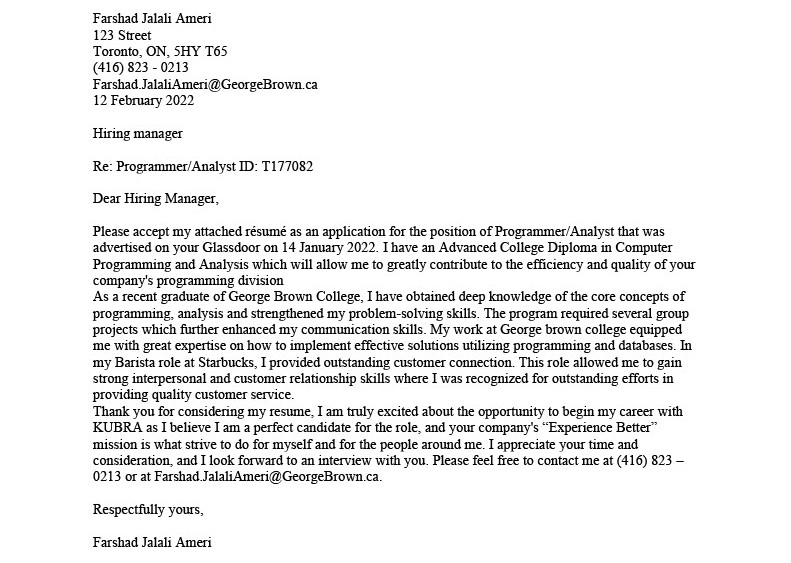 Farshad Jalali Ameri
123 Street
Toronto, ON, 5HY T65
(416) 823 - 0213
Farshad.JalaliAmeri@GeorgeBrown.ca
12 February 2022
Hiring manager
Re: Programmer/Analyst ID: T177082
Dear Hiring Manager,
Please accept my attached résumé as an application for the position of Programmer/Analyst that was
advertised on your Glassdoor on 14 January 2022. I have an Advanced College Diploma in Computer
Programming and Analysis which will allow me to greatly contribute to the efficiency and quality of your
company's programming division
As a recent graduate of George Brown College, I have obtained deep knowledge of the core concepts of
programming, analysis and strengthened my problem-solving skills. The program required several group
projects which further enhanced my communication skills. My work at George brown college equipped
me with great expertise on how to implement effective solutions utilizing programming and databases. In
my Barista role at Starbucks, I provided outstanding customer connection. This role allowed me to gain
strong interpersonal and customer relationship skills where I was recognized for outstanding efforts in
providing quality customer service.
Thank you for considering my resume, I am truly excited about the opportunity to begin my career with
KUBRA as I believe I am a perfect candidate for the role, and your company's “Experience Better”
mission is what strive to do for myself and for the people around me. I appreciate your time and
consideration, and I look forward to an interview with you. Please feel free to contact me at (416) 823 –
0213 or at Farshad.JalaliAmeri@GeorgeBrown.ca.
Respectfully yours,
Farshad Jalali Ameri